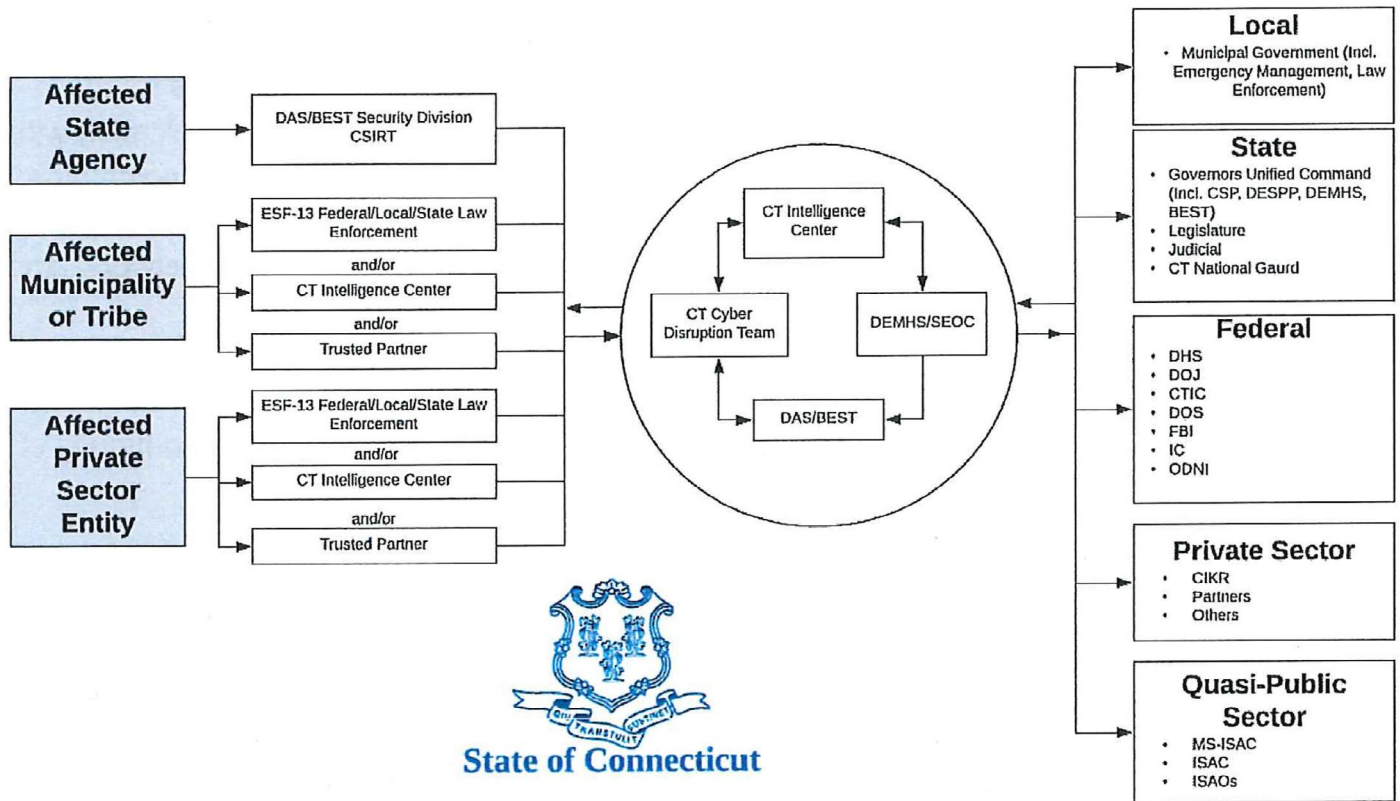 Affected
State
Agency
DAS/BEST Security Division
CSIRT
Affected
Municipality
or Tribe
ESF-13 Federal/Local/State Law
Enforcement
and/or
CT Intelligence Center
and/or
Trusted Partner
Affected
Private
Sector
Entity
ESF-13 Federal/Local/State Law
Enforcement
and/or
CT Intelligence Center
and/or
Trusted Partner
CT Intelligence
Center
CT Cyber
Disruption Team
DEMHS/SEOC
DAS/BEST
Local
• Municipal Government (Incl.
Emergency Management, Law
Enforcement)
State
• Governors Unified Command
(Incl. CSP, DESPP, DEMHS,
BEST)
• Legislature
• Judicial
• CT National Gaurd
Federal
• DHS
• DOJ
• CTIC
• DOS
• FBI
• IC
• ODNI
Private Sector
• CIKR
• Partners
• Others
Quasi-Public
Sector
• MS-ISAC
• ISAC
• ISAOs
QUI
TRANSTULIT
SUSTINET
State of Connecticut